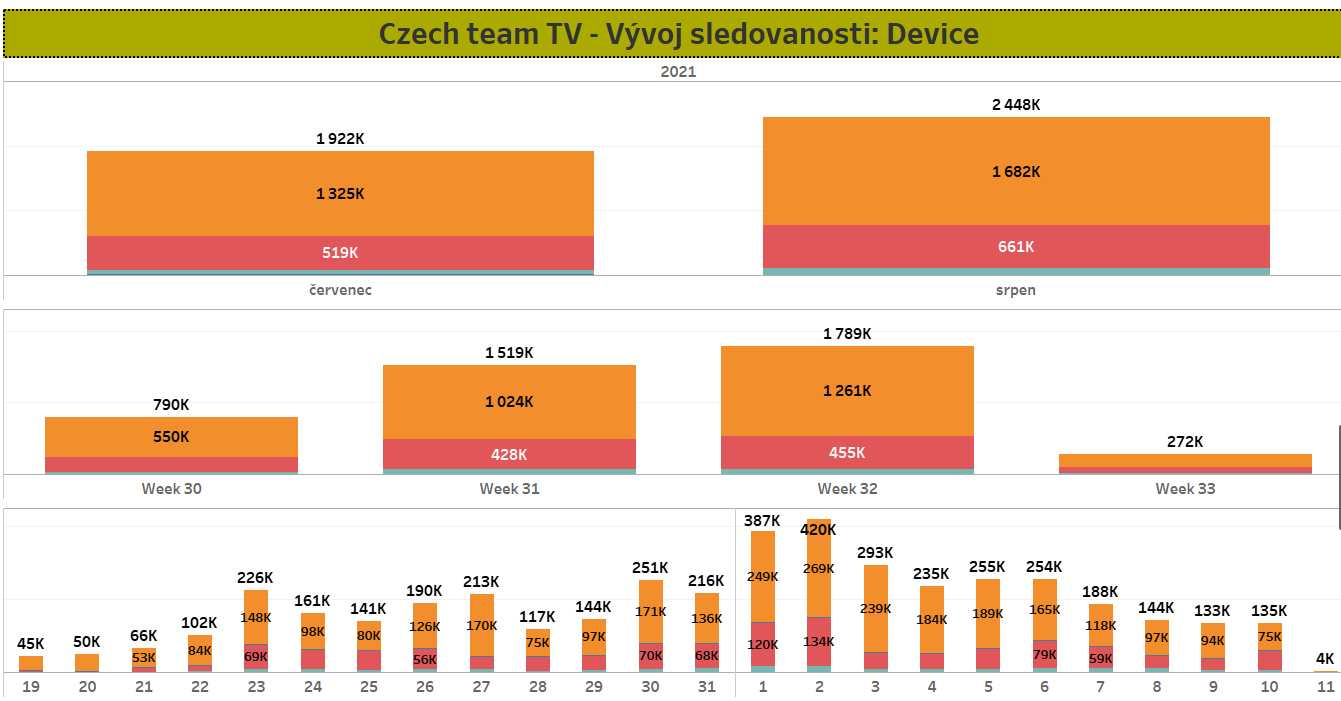 Czech team TV - Vývoj sledovanosti: Device
2021
2 448K
1 922K
1 682K
1 325K
661K
519K
červenec srpen
1 789K
1 519K
790K
1 261K
1 024K
550K
272K
455K
428K
Week 30 Week 31 Week 32 Week 33
45K 50K 66K 102K 226K 161K 141K 190K 213K 117K 144K 251K 216K 387K 420K 293K 235K 255K 254K 188K 144K 133K 135K 4K
53K 84K 148K 98K 80K 126K 170K 75K 97K 171K 136K 249K 269K 239K 184K 189K 165K 118K 97K 94K 75K
69K 56K 70K 68K 120K 134K 79K 59K
19 20 21 22 23 24 25 26 27 28 29 30 31 1 2 3 4 5 6 7 8 9 10 11